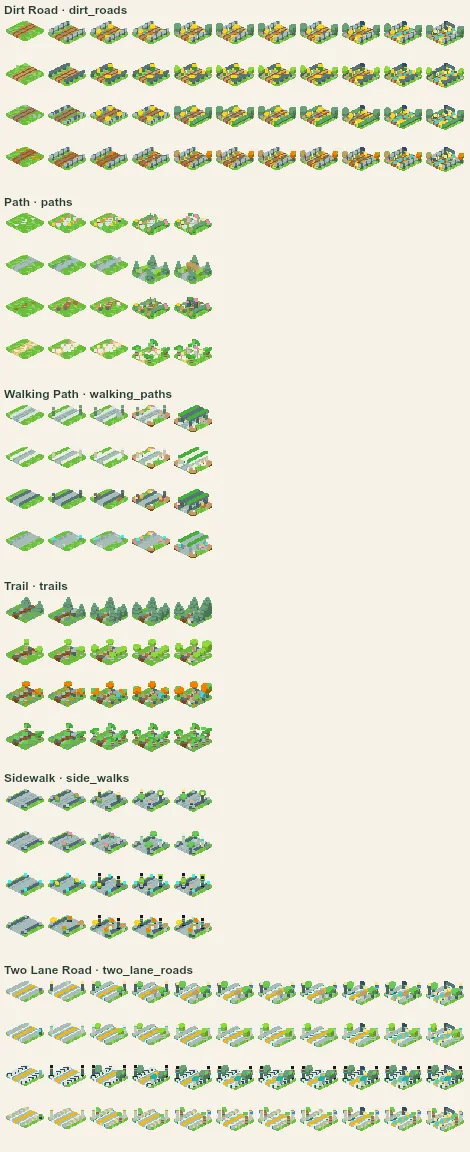 Dirt Road · dirt_roads
Path · paths
Walking Path · walking_paths
Trail · trails
Sidewalk · side_walks
Two Lane Road · two_lane_roads